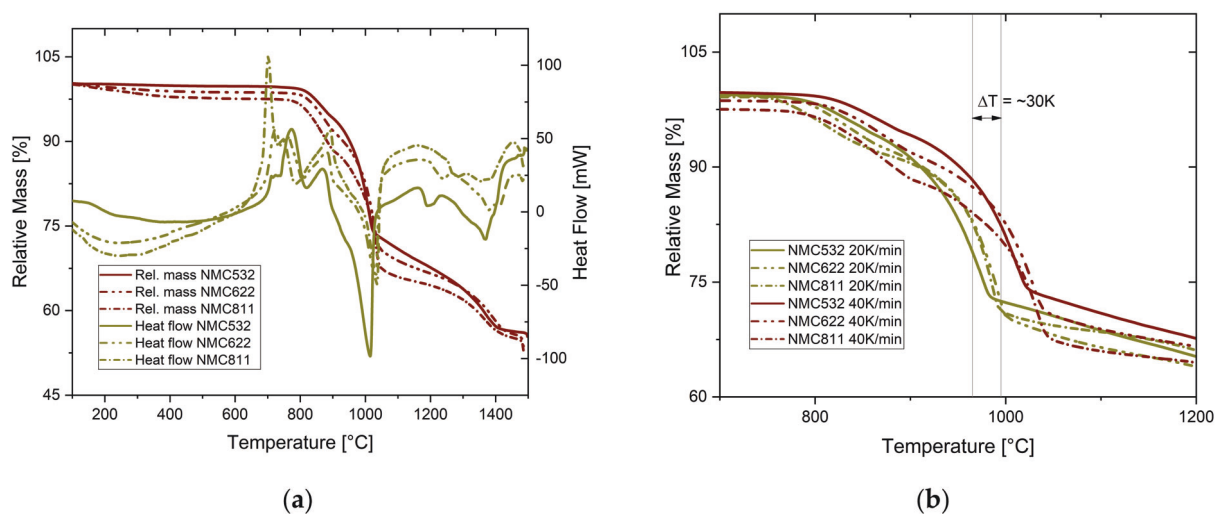 105
90
75
60
45
Relative Mass [%]
100
50
0
-50
-100
Heat Flow [mW]
Rel. mass NMC532
Rel. mass NMC622
Rel. mass NMC811
Heat flow NMC532
Heat flow NMC622
Heat flow NMC811
200 400 600 800 1000 1200 1400
Temperature [°C]
(a)
105
90
75
60
Relative Mass [%]
ΔT = ~30K
NMC532 20K/min
NMC622 20K/min
NMC811 20K/min
NMC532 40K/min
NMC622 40K/min
NMC811 40K/min
800 1000 1200
Temperature [°C]
(b)